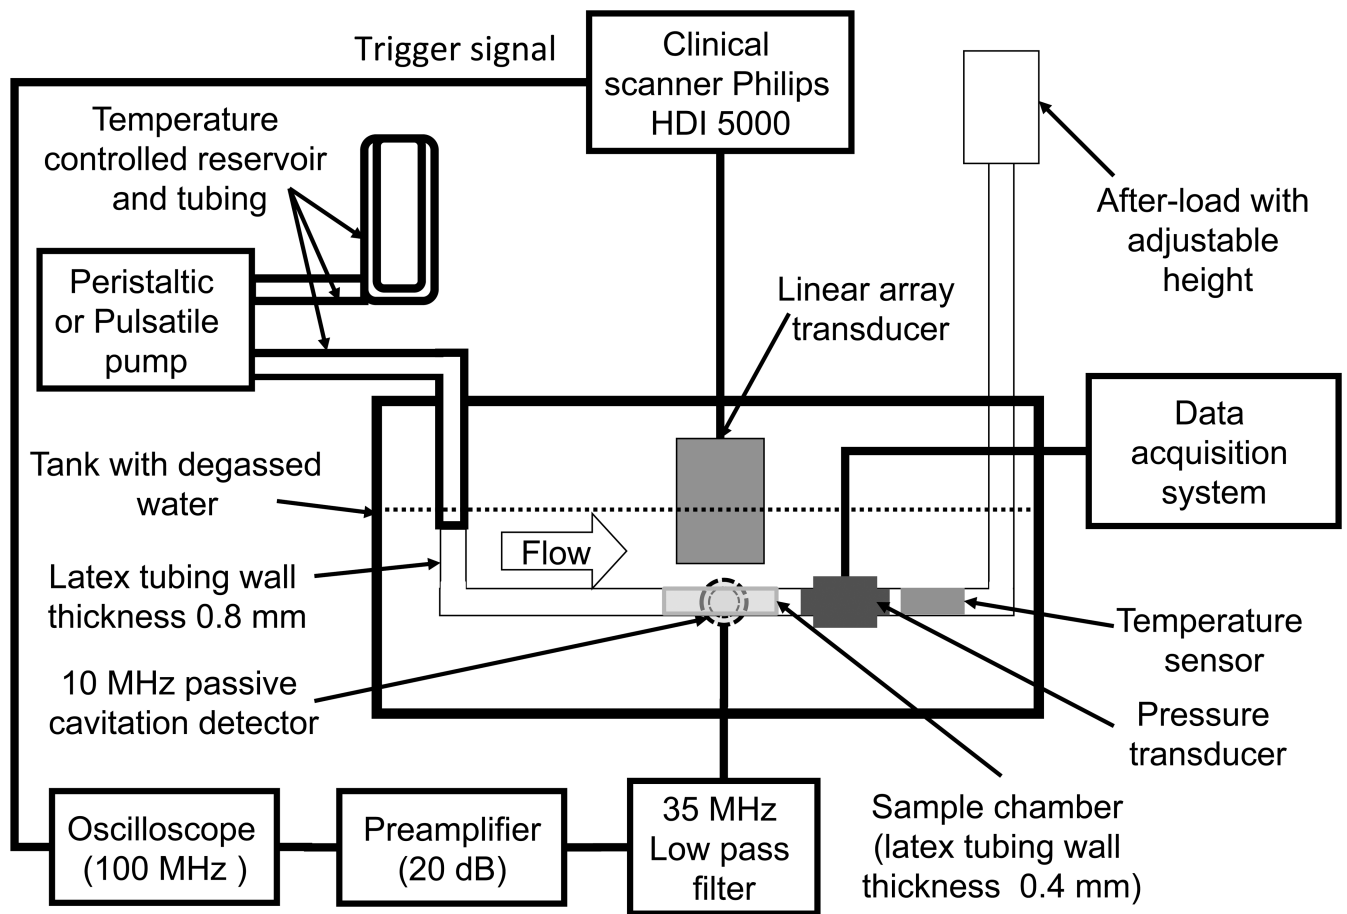 Trigger signal
Clinical
scanner Philips
HDI 5000
Temperature
controlled reservoir
and tubing
After-load with
adjustable
height
Peristaltic
or Pulsatile
pump
Linear array
transducer
Data
acquisition
system
Tank with degassed
water
Flow
Latex tubing wall
thickness 0.8 mm
Temperature
sensor
10 MHz passive
cavitation detector
Pressure
transducer
Oscilloscope
(100 MHz )
Preamplifier
(20 dB)
35 MHz
Low pass
filter
Sample chamber
(latex tubing wall
thickness 0.4 mm)